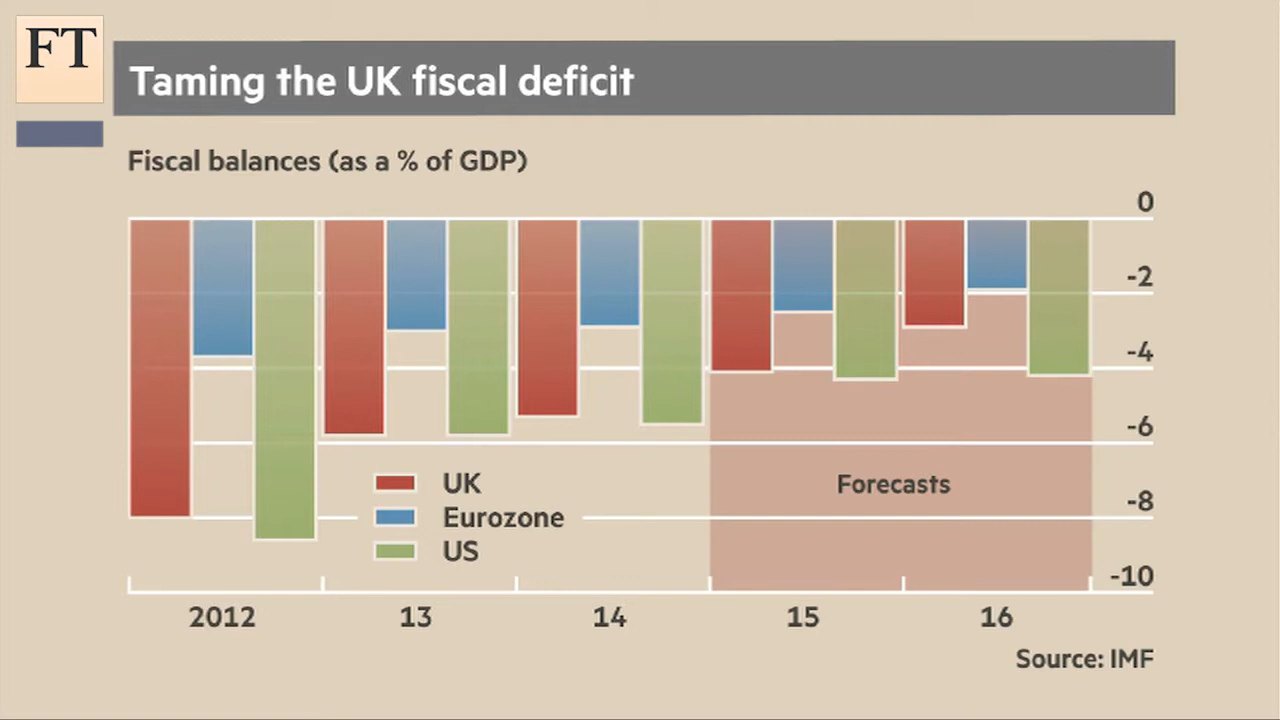 FT
Taming the UK fiscal deficit
Fiscal balances (as a % of GDP)
0
-2
-4
-6
-8
-10
Forecasts
UK
Eurozone
US
2012 13 14 15 16
Source: IMF